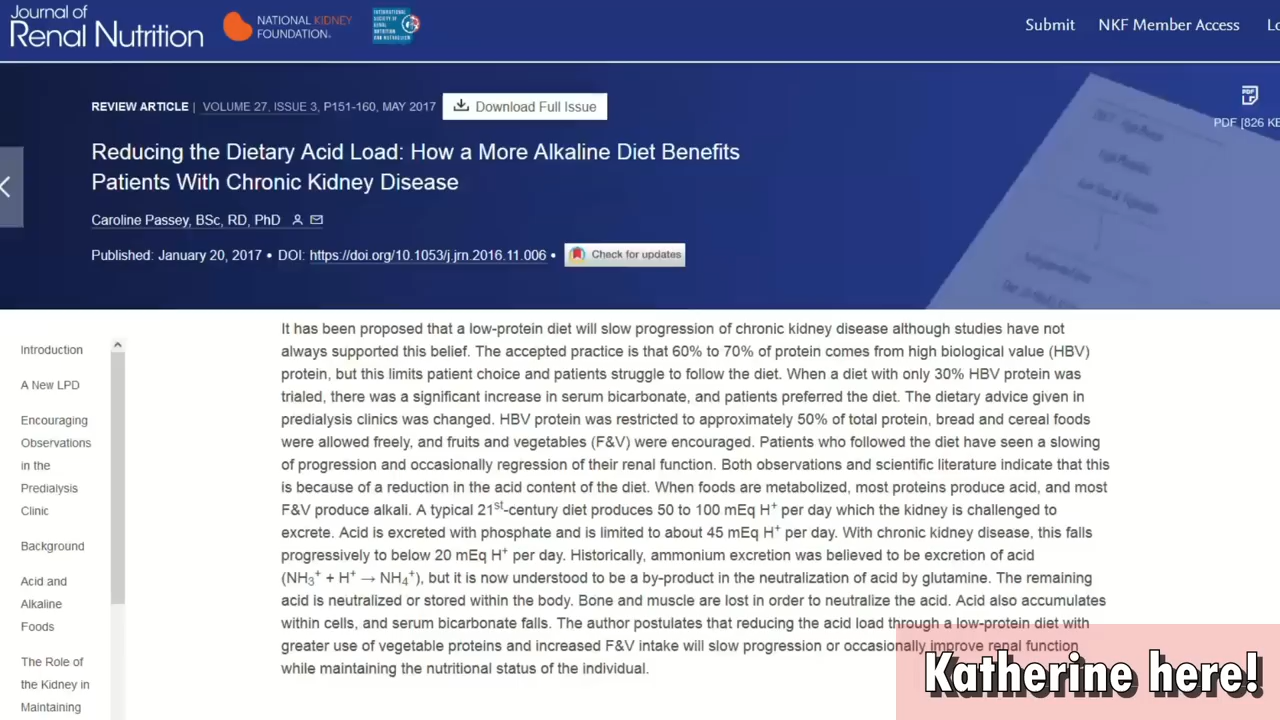 Journal of
Renal Nutrition
NATIONAL KIDNEY
FOUNDATION®
INTERNATIONAL
SOCIETY OF
RENAL
NUTRITION
AND METABOLISM
Submit
NKF Member Access
REVIEW ARTICLE | VOLUME 27, ISSUE 3, P151-160, MAY 2017
Download Full Issue
PDF [826 KB
Reducing the Dietary Acid Load: How a More Alkaline Diet Benefits
Patients With Chronic Kidney Disease
Caroline Passey, BSc, RD, PhD
Published: January 20, 2017 • DOI: https://doi.org/10.1053/j.jrn.2016.11.006 •
Check for updates
Introduction
A New LPD
Encouraging
Observations
in the
Predialysis
Clinic
Background
Acid and
Alkaline
Foods
The Role of
the Kidney in
Maintaining
It has been proposed that a low-protein diet will slow progression of chronic kidney disease although studies have not
always supported this belief. The accepted practice is that 60% to 70% of protein comes from high biological value (HBV)
protein, but this limits patient choice and patients struggle to follow the diet. When a diet with only 30% HBV protein was
trialed, there was a significant increase in serum bicarbonate, and patients preferred the diet. The dietary advice given in
predialysis clinics was changed. HBV protein was restricted to approximately 50% of total protein, bread and cereal foods
were allowed freely, and fruits and vegetables (F&V) were encouraged. Patients who followed the diet have seen a slowing
of progression and occasionally regression of their renal function. Both observations and scientific literature indicate that this
is because of a reduction in the acid content of the diet. When foods are metabolized, most proteins produce acid, and most
F&V produce alkali. A typical 21st-century diet produces 50 to 100 mEq H+ per day which the kidney is challenged to
excrete. Acid is excreted with phosphate and is limited to about 45 mEq H+ per day. With chronic kidney disease, this falls
progressively to below 20 mEq H+ per day. Historically, ammonium excretion was believed to be excretion of acid
(NH3+ + H+ → NH4+), but it is now understood to be a by-product in the neutralization of acid by glutamine. The remaining
acid is neutralized or stored within the body. Bone and muscle are lost in order to neutralize the acid. Acid also accumulates
within cells, and serum bicarbonate falls. The author postulates that reducing the acid load through a low-protein diet with
greater use of vegetable proteins and increased F&V intake will slow progression or occasionally improve renal function
while maintaining the nutritional status of the individual.
Katherine here!